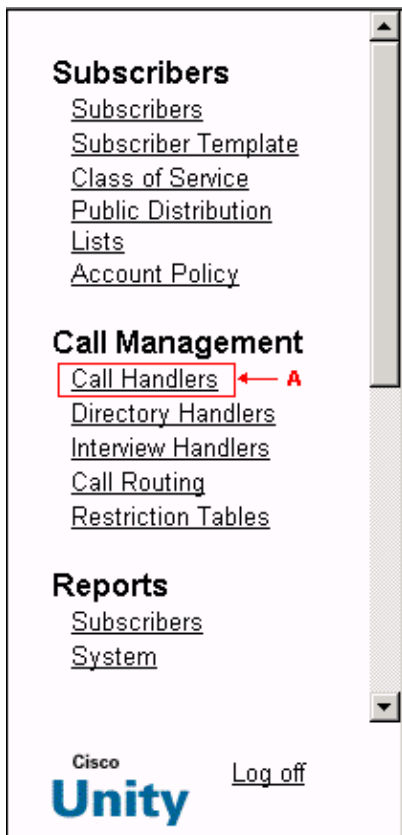 Subscribers
Subscribers
Subscriber Template
Class of Service
Public Distribution
Lists
Account Policy
Call Management
Call Handlers A
Directory Handlers
Interview Handlers
Call Routing
Restriction Tables
Reports
Subscribers
System
Cisco
Unity
Log off